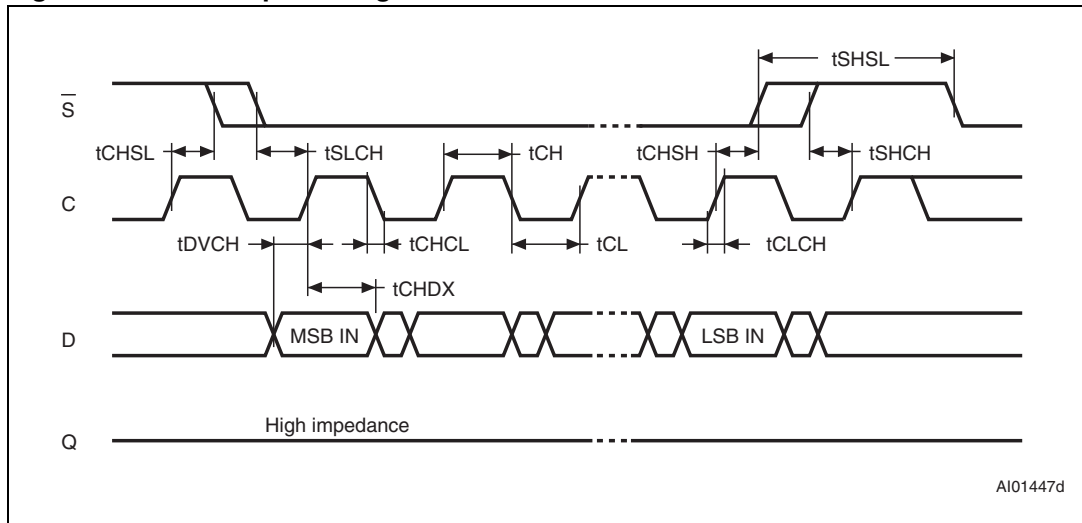 tSHSL
S
tCHSL tSLCH tCH tCHSH tSHCH
C
tDVCH tCHCL tCL tCLCH
tCHDX
D MSB IN LSB IN
High impedance
Q
AI01447d